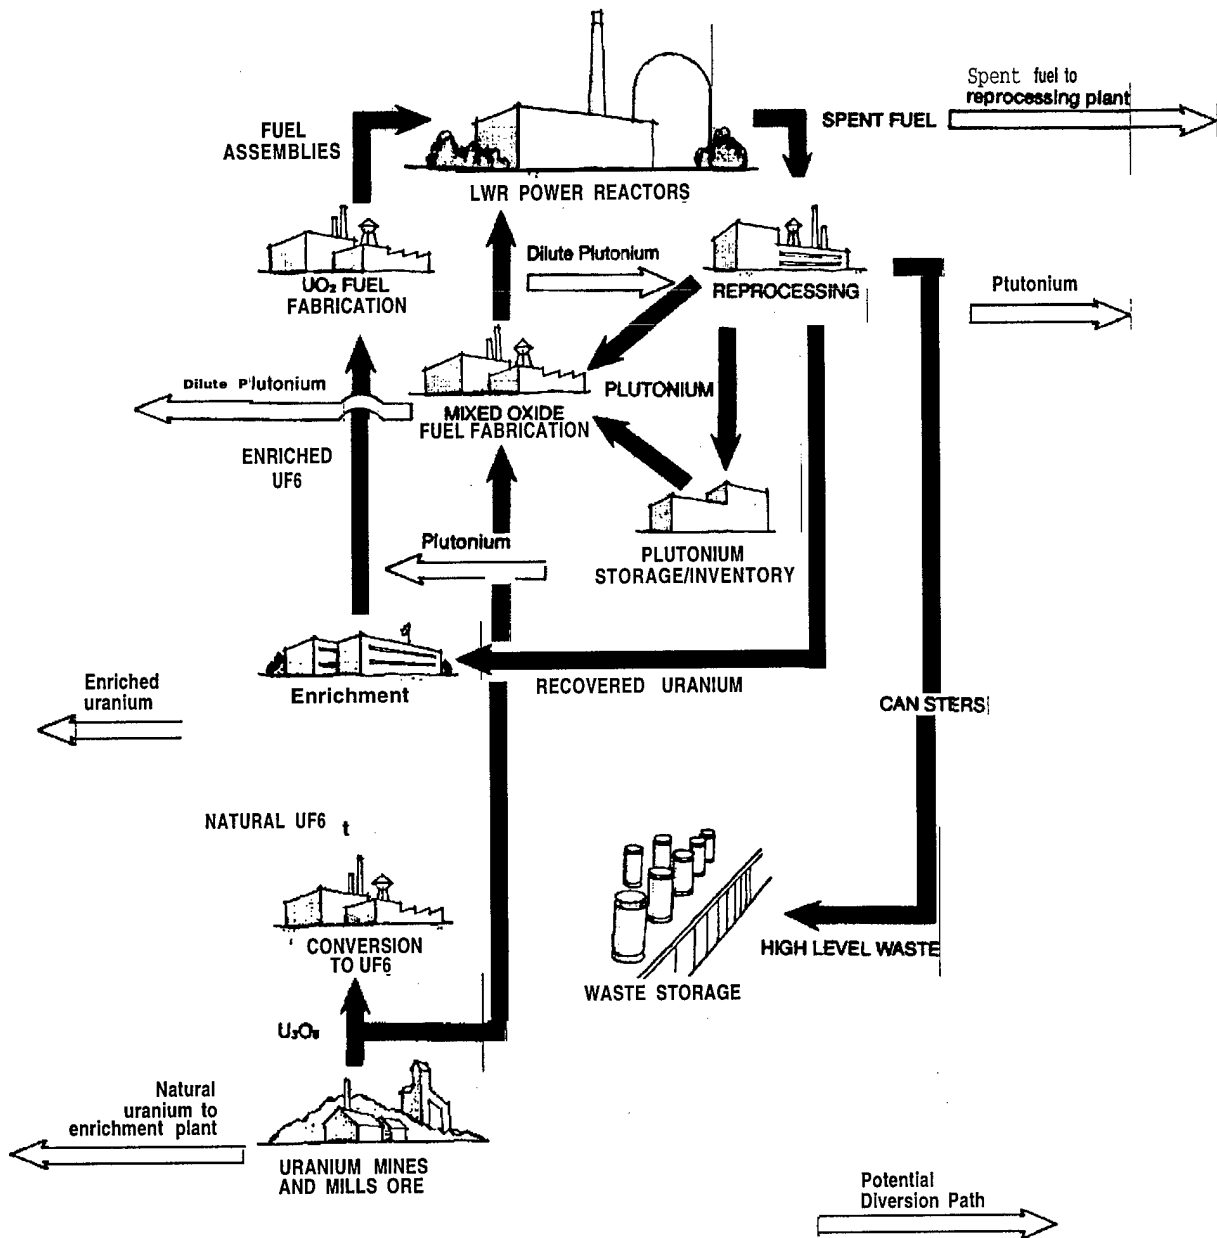 Spent fuel to
reprocessing plant
SPENT FUEL
FUEL
ASSEMBLIES
LWR POWER REACTORS
Dilute Plutonium
UO₂ FUEL
FABRICATION
REPROCESSING
Plutonium
Dilute Plutonium
PLUTONIUM
MIXED OXIDE
FUEL FABRICATION
ENRICHED
UF6
Plutonium
PLUTONIUM
STORAGE/INVENTORY
Enriched
uranium
Enrichment
RECOVERED URANIUM
CAN STERS
NATURAL UF6 t
CONVERSION
TO UF6
HIGH LEVEL WASTE
WASTE STORAGE
U₃O₈
Natural
uranium to
enrichment plant
URANIUM MINES
AND MILLS ORE
Potential
Diversion Path